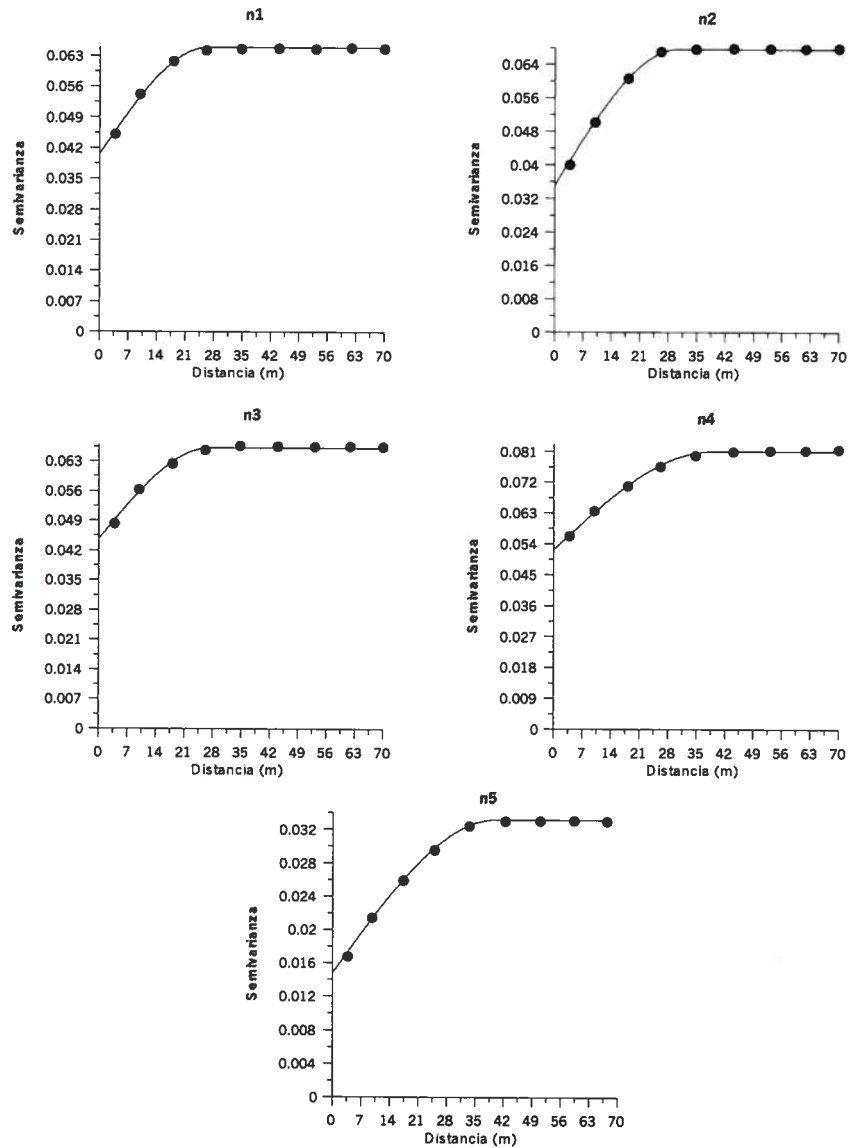 n1
Semivarianza
0.063
0.056
0.049
0.042
0.035
0.028
0.021
0.014
0.007
0
0 7 14 21 28 35 42 49 56 63 70
Distancia (m)
n2
Semivarianza
0.064
0.056
0.048
0.04
0.032
0.024
0.016
0.008
0
0 7 14 21 28 35 42 49 56 63 70
Distancia (m)
n3
Semivarianza
0.063
0.056
0.049
0.042
0.035
0.028
0.021
0.014
0.007
0
0 7 14 21 28 35 42 49 56 63 70
Distancia (m)
n4
Semivarianza
0.081
0.072
0.063
0.054
0.045
0.036
0.027
0.018
0.009
0
0 7 14 21 28 35 42 49 56 63 70
Distancia (m)
n5
Semivarianza
0.032
0.028
0.024
0.02
0.016
0.012
0.008
0.004
0
0 7 14 21 28 35 42 49 56 63 70
Distancia (m)